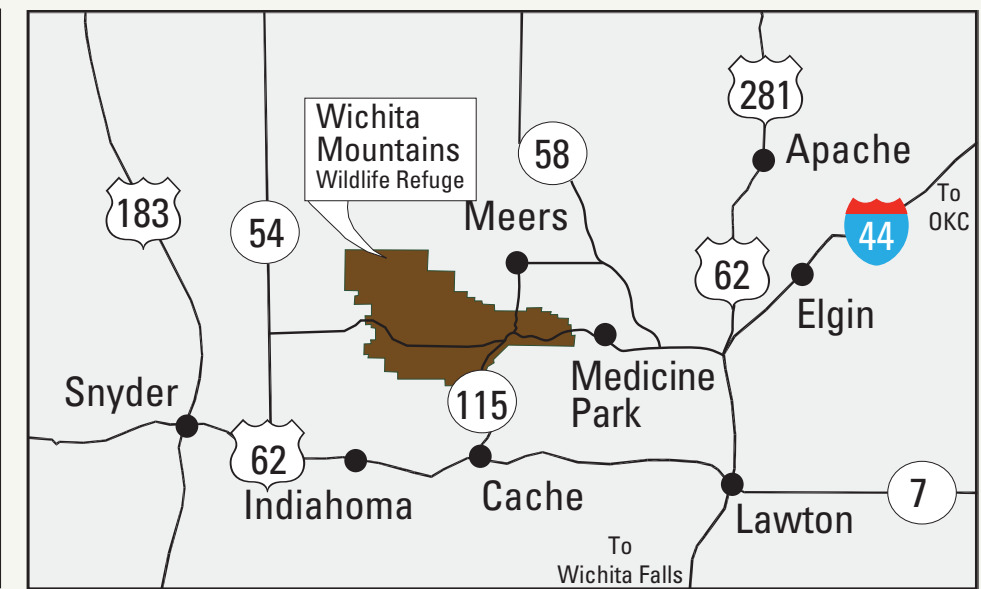 281
Wichita
Mountains
Wildlife Refuge
58
Apache
183
To
OKC
54
Meers
44
62
Elgin
Medicine
Park
Snyder
115
62
Indiahoma
Cache
7
Lawton
To
Wichita Falls